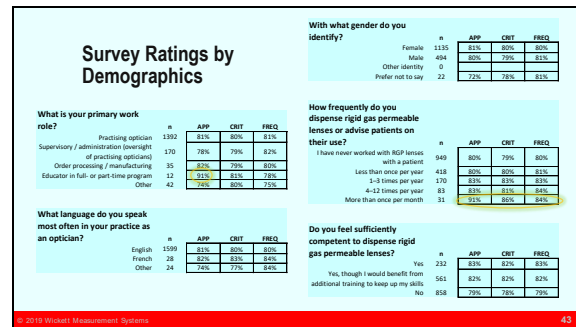 Survey Ratings by
Demographics
What is your primary work
role? n APP CRIT FREQ
Practising optician 1392 81% 80% 81%
Supervisory / administration (oversight
of practising opticians) 170 78% 79% 82%
Order processing / manufacturing 35 82% 79% 80%
Educator in full- or part-time program 12 91% 81% 78%
Other 42 74% 80% 75%
What language do you speak
most often in your practice as
an optician? n APP CRIT FREQ
English 1599 81% 80% 80%
French 28 82% 83% 84%
Other 24 74% 77% 84%
With what gender do you
identify? n APP CRIT FREQ
Female 1135 81% 80% 80%
Male 494 80% 79% 81%
Other identity 0
Prefer not to say 22 72% 78% 81%
How frequently do you
dispense rigid gas permeable
lenses or advise patients on
their use? n APP CRIT FREQ
I have never worked with RGP lenses
with a patient 949 80% 79% 80%
Less than once per year 418 80% 80% 81%
1–3 times per year 170 83% 83% 83%
4–12 times per year 83 83% 81% 84%
More than once per month 31 91% 86% 84%
Do you feel sufficiently
competent to dispense rigid
gas permeable lenses? n APP CRIT FREQ
Yes 232 83% 82% 83%
Yes, though I would benefit from
additional training to keep up my skills 561 82% 82% 82%
No 858 79% 78% 79%
© 2019 Wickett Measurement Systems 43